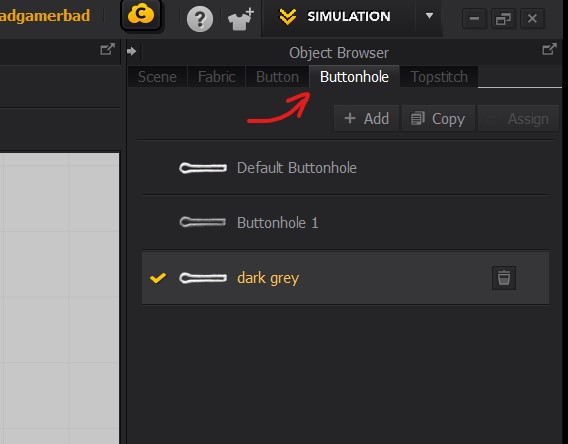 adgamerbad
C
?
SIMULATION
Object Browser
Scene Fabric Button Buttonhole Topstitch
+ Add Copy Assign
Default Buttonhole
Buttonhole 1
dark grey